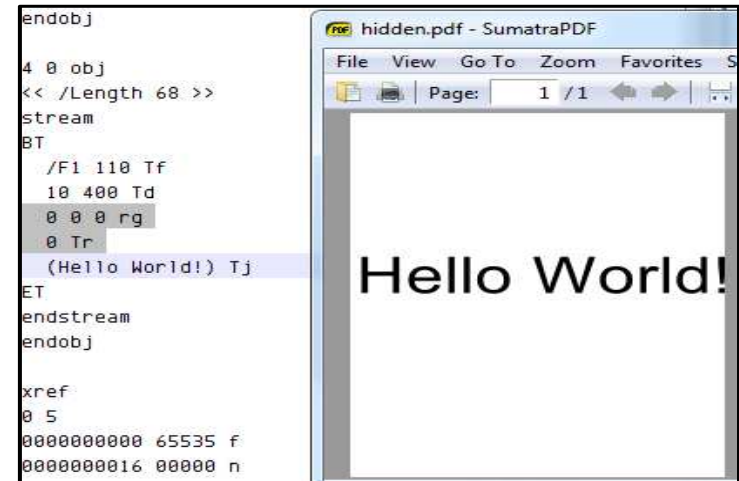 endobj
4 0 obj
<< /Length 68 >>
stream
BT
/F1 110 Tf
10 400 Td
0 0 0 rg
0 Tr
(Hello World!) Tj
ET
endstream
endobj
xref
0 5
0000000000 65535 f
0000000016 00000 n
PDF hidden.pdf - SumatraPDF
File View Go To Zoom Favorites S
Page: 1 / 1
Hello World!